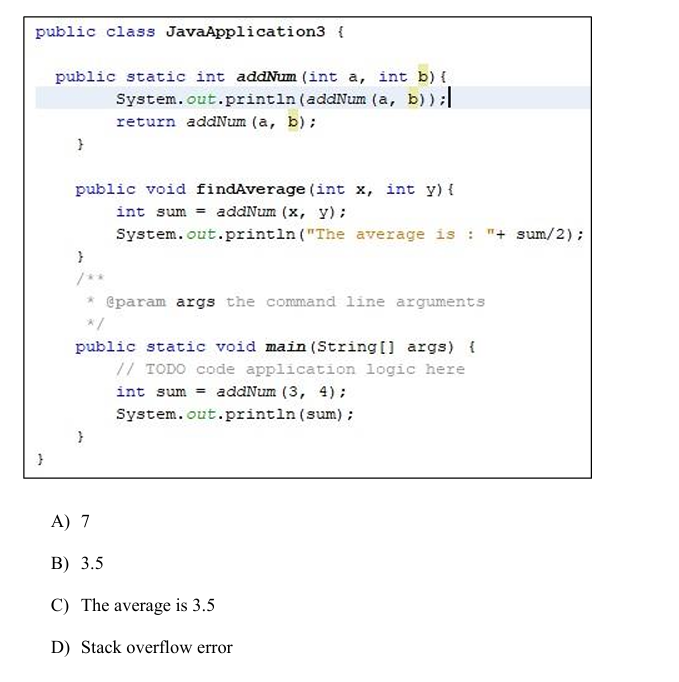 public class JavaApplication3 {
public static int addNum(int a, int b){
System.out.println(addNum(a, b));
return addNum(a, b);
}
public void findAverage(int x, int y){
int sum = addNum(x, y);
System.out.println("The average is : "+ sum/2);
}
/**
* @param args the command line arguments
*/
public static void main(String[] args) {
// TODO code application logic here
int sum = addNum(3, 4);
System.out.println(sum);
}
}
A) 7
B) 3.5
C) The average is 3.5
D) Stack overflow error